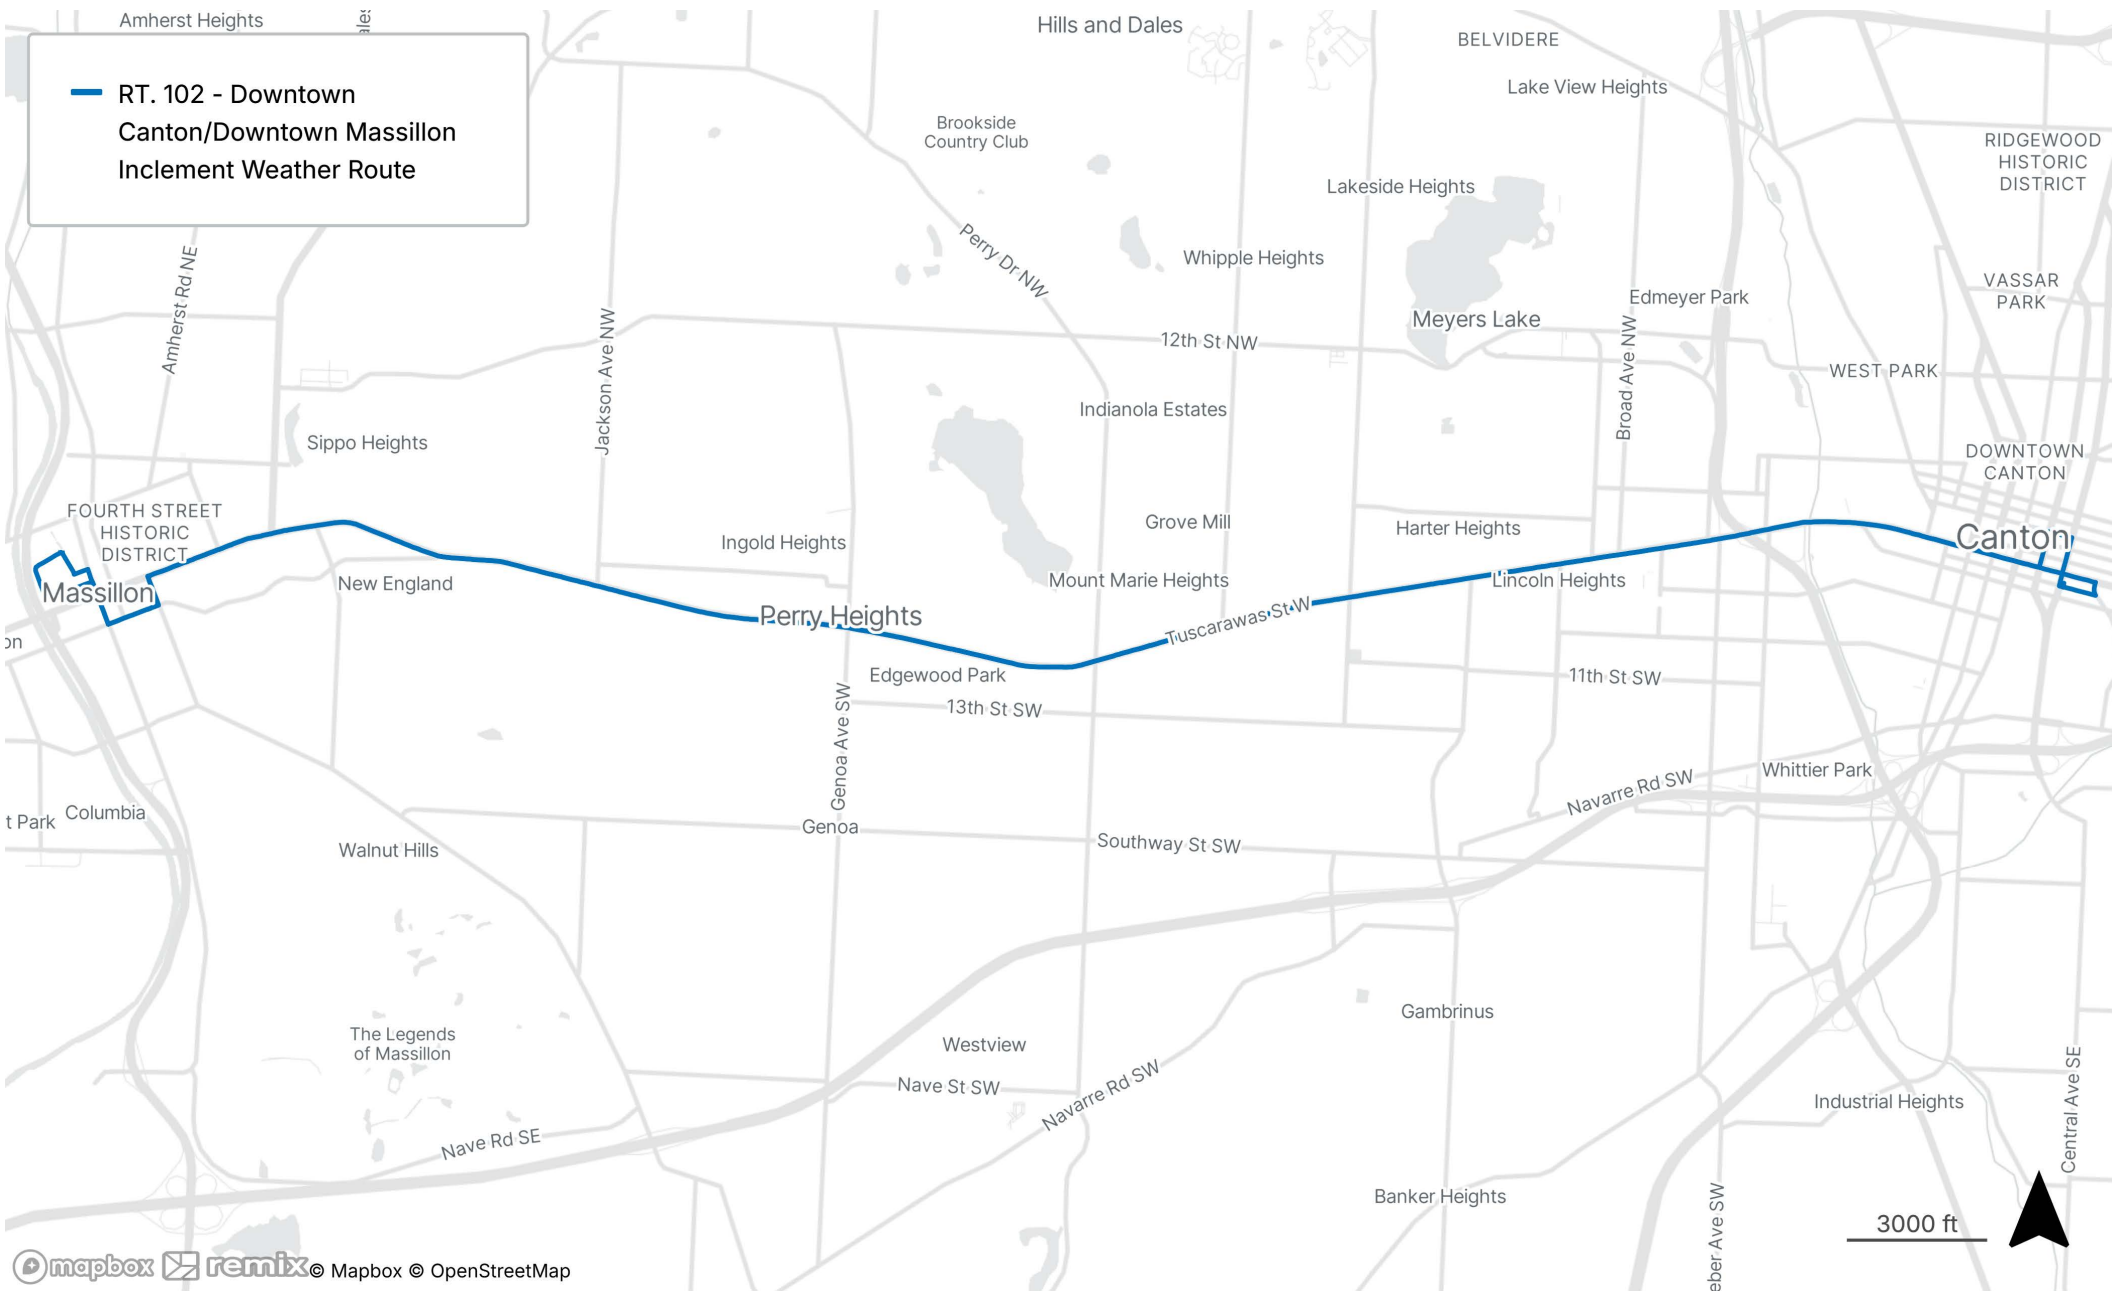 Amherst Heights
Hills and Dales
BELVIDERE
Lake View Heights
RT. 102 - Downtown
Canton/Downtown Massillon
Inclement Weather Route
Brookside
Country Club
RIDGEWOOD
HISTORIC
DISTRICT
Lakeside Heights
Perry Dr NW
Whipple Heights
Amherst Rd NE
VASSAR
PARK
Edmeyer Park
Meyers Lake
12th St NW
Jackson Ave NW
Broad Ave NW
WEST PARK
Indianola Estates
Sippo Heights
DOWNTOWN
CANTON
FOURTH STREET
HISTORIC
DISTRICT
Grove Mill
Harter Heights
Canton
Ingold Heights
New England
Mount Marie Heights
Lincoln Heights
Massillon
Perry Heights
Tuscarawas St W
on
Edgewood Park
11th St SW
13th St SW
Genoa Ave SW
Whittier Park
Navarre Rd SW
Columbia
t Park
Genoa
Southway St SW
Walnut Hills
Gambrinus
The Legends
of Massillon
Westview
Nave St SW
Navarre Rd SW
Industrial Heights
Central Ave SE
Nave Rd SE
Banker Heights
3000 ft
eber Ave SW
mapbox remix © Mapbox © OpenStreetMap